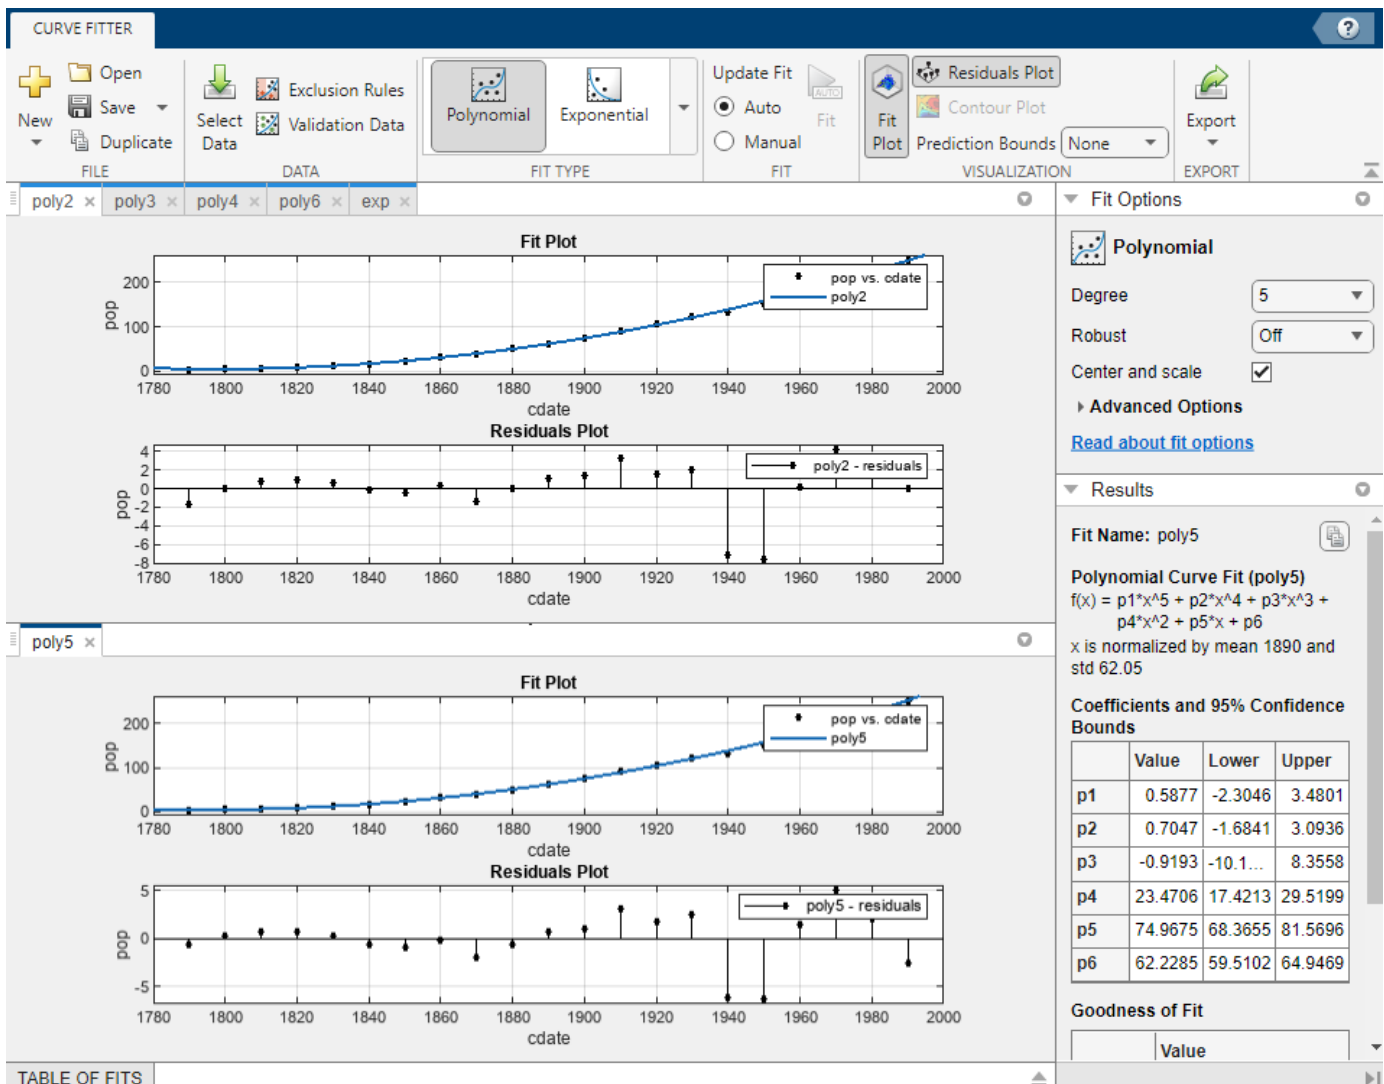 CURVE FITTER
?
New
Open
Save
Duplicate
FILE
Select Data
Exclusion Rules
Validation Data
DATA
Polynomial
Exponential
FIT TYPE
Update Fit
Auto
Manual
AUTO
Fit
FIT
Fit Plot
Residuals Plot
Contour Plot
Prediction Bounds None
VISUALIZATION
Export
EXPORT
poly2 × poly3 × poly4 × poly6 × exp ×
Fit Plot
pop vs. cdate
poly2
200
100
0
pop
1780 1800 1820 1840 1860 1880 1900 1920 1940 1960 1980 2000
cdate
Residuals Plot
poly2 - residuals
4
2
0
-2
-4
-6
-8
pop
1780 1800 1820 1840 1860 1880 1900 1920 1940 1960 1980 2000
cdate
poly5 ×
Fit Plot
pop vs. cdate
poly5
200
100
0
pop
1780 1800 1820 1840 1860 1880 1900 1920 1940 1960 1980 2000
cdate
Residuals Plot
poly5 - residuals
5
0
-5
pop
1780 1800 1820 1840 1860 1880 1900 1920 1940 1960 1980 2000
cdate
TABLE OF FITS
Fit Options
Polynomial
Degree 5
Robust Off
Center and scale
Advanced Options
Read about fit options
Results
Fit Name: poly5
Polynomial Curve Fit (poly5)
f(x) = p1*x^5 + p2*x^4 + p3*x^3 +
p4*x^2 + p5*x + p6
x is normalized by mean 1890 and
std 62.05
Coefficients and 95% Confidence
Bounds
Value Lower Upper
p1 0.5877 -2.3046 3.4801
p2 0.7047 -1.6841 3.0936
p3 -0.9193 -10.1... 8.3558
p4 23.4706 17.4213 29.5199
p5 74.9675 68.3655 81.5696
p6 62.2285 59.5102 64.9469
Goodness of Fit
Value